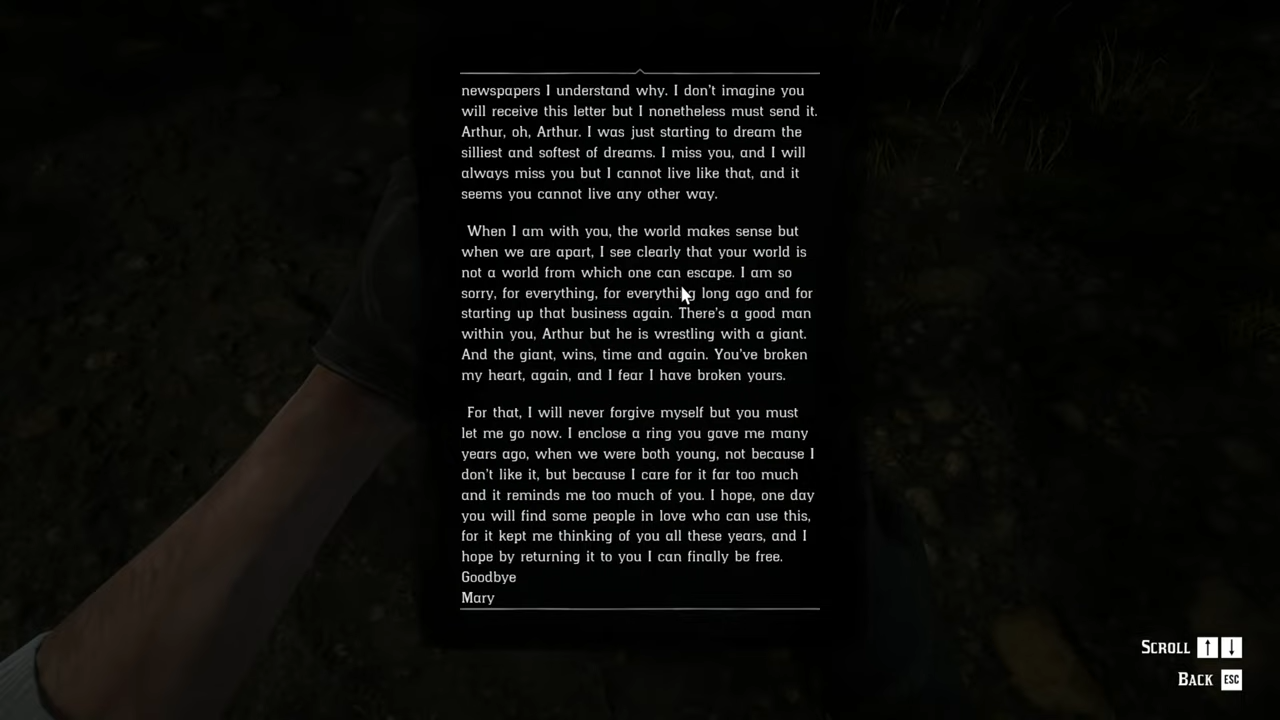 newspapers I understand why. I don't imagine you
will receive this letter but I nonetheless must send it.
Arthur, oh, Arthur. I was just starting to dream the
silliest and softest of dreams. I miss you, and I will
always miss you but I cannot live like that, and it
seems you cannot live any other way.
When I am with you, the world makes sense but
when we are apart, I see clearly that your world is
not a world from which one can escape. I am so
sorry, for everything, for everything long ago and for
starting up that business again. There's a good man
within you, Arthur but he is wrestling with a giant.
And the giant, wins, time and again. You've broken
my heart, again, and I fear I have broken yours.
For that, I will never forgive myself but you must
let me go now. I enclose a ring you gave me many
years ago, when we were both young, not because I
don't like it, but because I care for it far too much
and it reminds me too much of you. I hope, one day
you will find some people in love who can use this,
for it kept me thinking of you all these years, and I
hope by returning it to you I can finally be free.
Goodbye
Mary
SCROLL ↑ ↓
BACK ESC